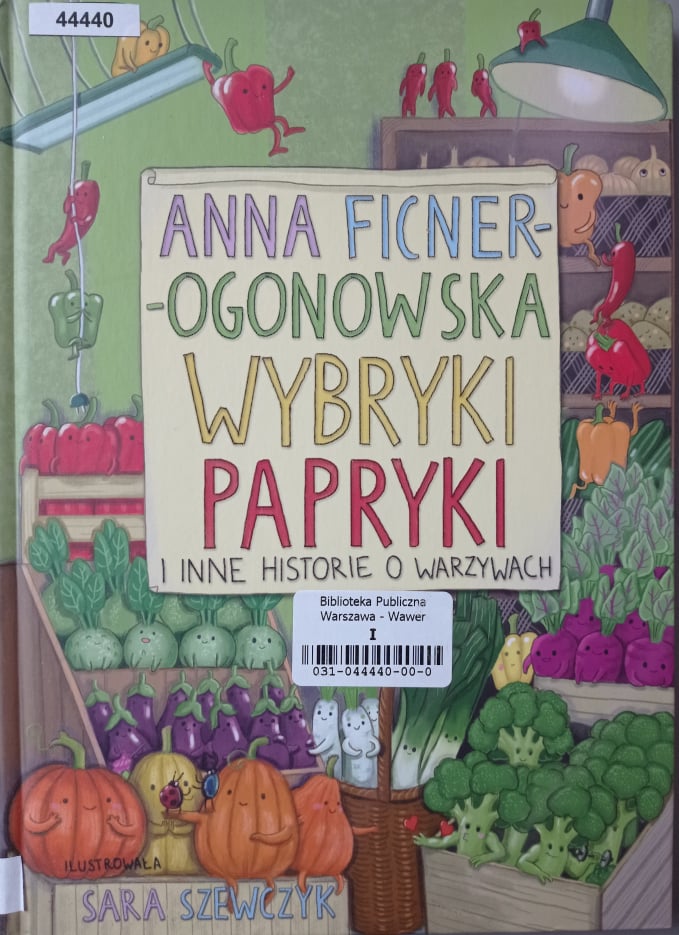 44440
ANNA FICNER-
-OGONOWSKA
WYBRYKI
PAPRYKI
I INNE HISTORIE O WARZYWACH
Biblioteka Publiczna
Warszawa - Wawer
I
031-044440-00-0
ILUSTROWAŁA
SARA SZEWCZYK